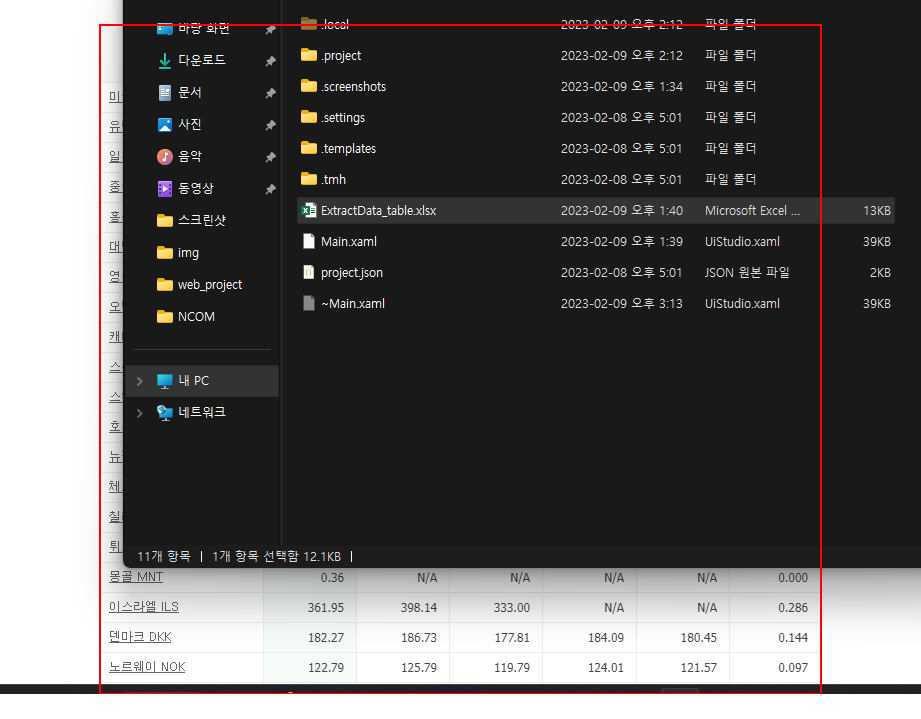 바탕 화면
.local 2023-02-09 오후 2:12 파일 폴더
다운로드
.project 2023-02-09 오후 2:12 파일 폴더
문서
.screenshots 2023-02-09 오후 1:34 파일 폴더
사진
.settings 2023-02-08 오후 5:01 파일 폴더
음악
.templates 2023-02-08 오후 5:01 파일 폴더
동영상
.tmh 2023-02-08 오후 5:01 파일 폴더
스크린샷
ExtractData_table.xlsx 2023-02-09 오후 1:40 Microsoft Excel ... 13KB
img
Main.xaml 2023-02-09 오후 1:39 UiStudio.xaml 39KB
web_project
project.json 2023-02-08 오후 5:01 JSON 원본 파일 2KB
NCOM
~Main.xaml 2023-02-09 오후 3:13 UiStudio.xaml 39KB
내 PC
네트워크
11개 항목 | 1개 항목 선택함 12.1KB |
몽골 MNT 0.36 N/A N/A N/A N/A 0.000
이스라엘 ILS 361.95 398.14 333.00 N/A N/A 0.286
덴마크 DKK 182.27 186.73 177.81 184.09 180.45 0.144
노르웨이 NOK 122.79 125.79 119.79 124.01 121.57 0.097